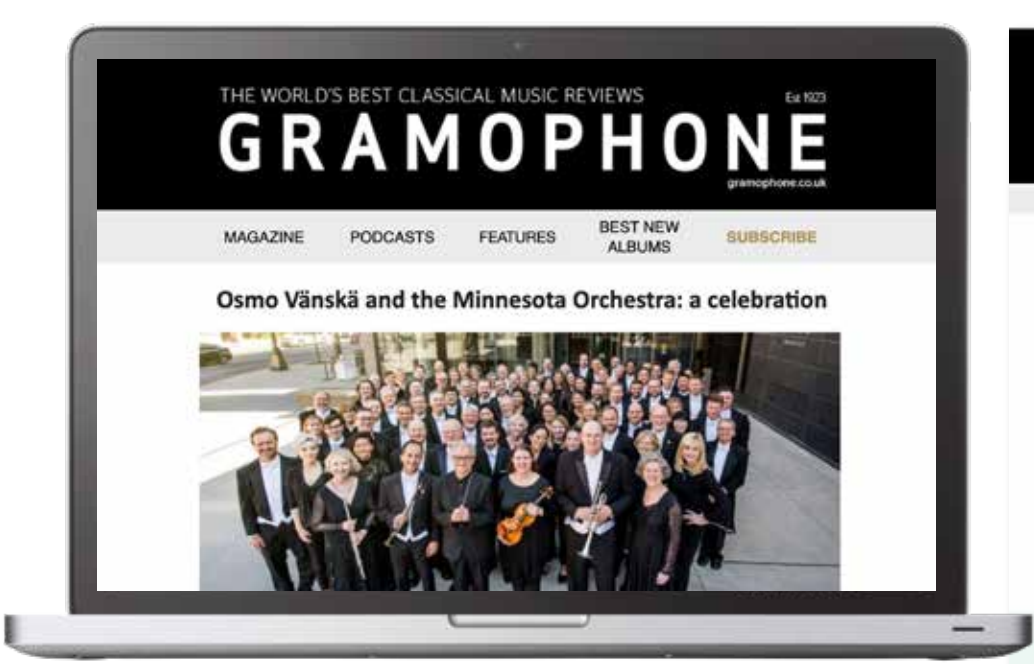 THE WORLD'S BEST CLASSICAL MUSIC REVIEWS
Est 1923
GRAMOPHONE
gramophone.co.uk
MAGAZINE
PODCASTS
FEATURES
BEST NEW
ALBUMS
SUBSCRIBE
Osmo Vänskä and the Minnesota Orchestra: a celebration